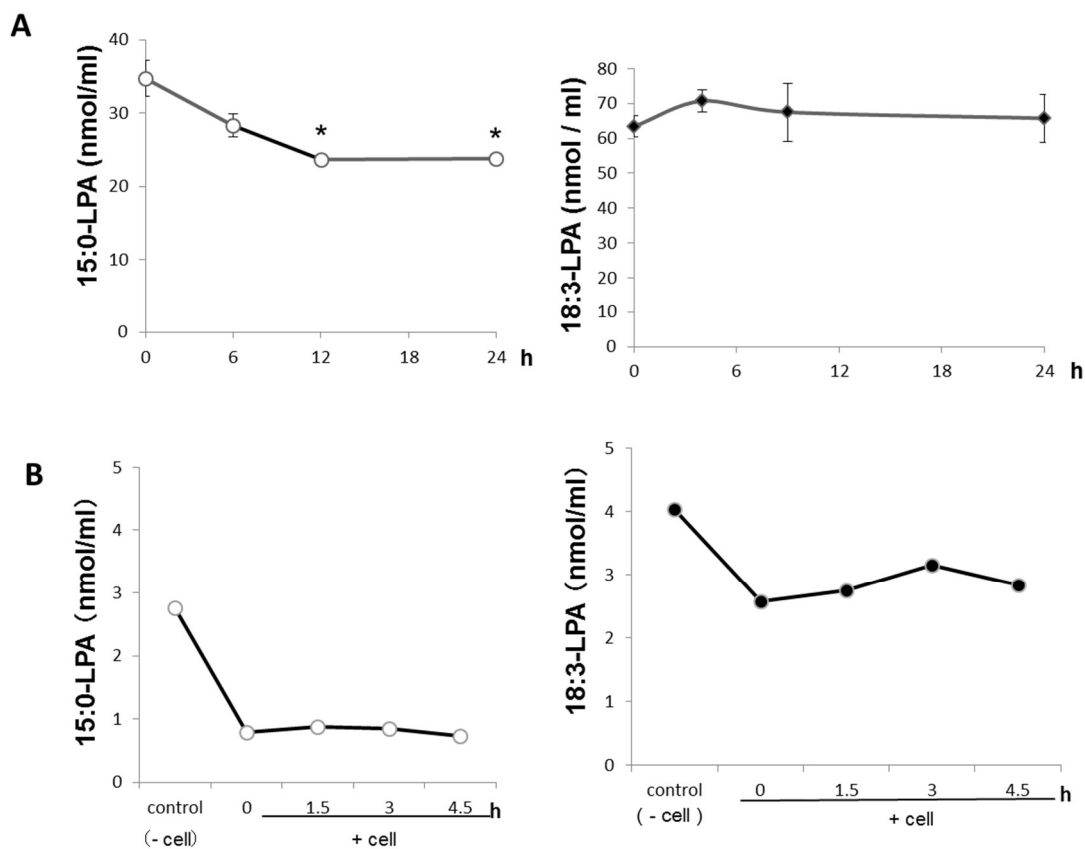 A
15:0-LPA (nmol/ml)
40
30
20
10
0
*
*
0 6 12 18 24 h
18:3-LPA (nmol / ml)
80
70
60
50
40
30
20
10
0
0 6 12 18 24 h
B
15:0-LPA (nmol/ml)
5
4
3
2
1
0
control 0 1.5 3 4.5 h
(- cell) + cell
18:3-LPA (nmol/ml)
5
4
3
2
1
0
control 0 1.5 3 4.5 h
( - cell ) + cell